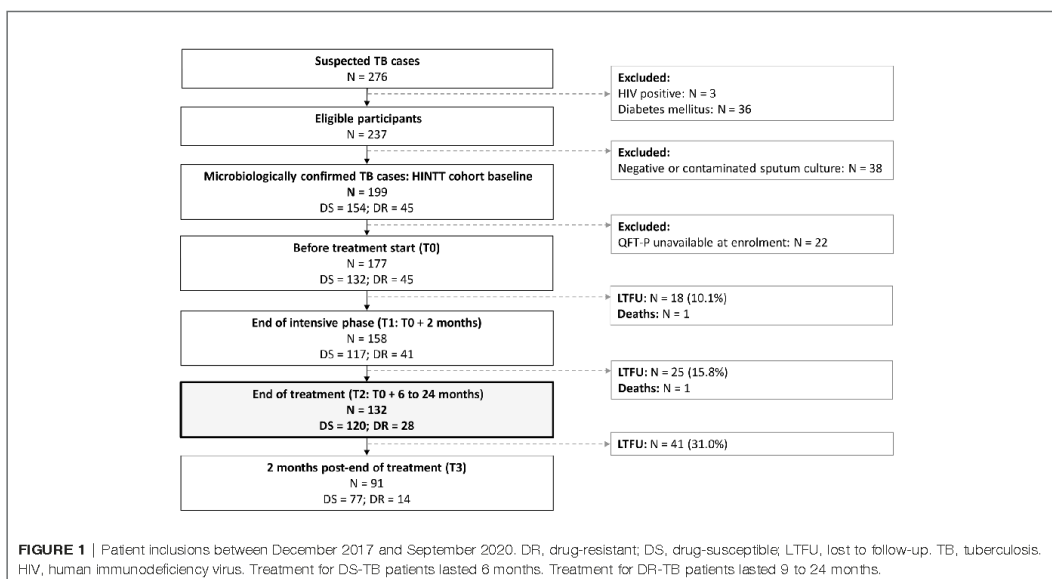 Suspected TB cases
N = 276
Excluded:
HIV positive: N = 3
Diabetes mellitus: N = 36
Eligible participants
N = 237
Excluded:
Negative or contaminated sputum culture: N = 38
Microbiologically confirmed TB cases: HINTT cohort baseline
N = 199
DS = 154; DR = 45
Excluded:
QFT-P unavailable at enrolment: N = 22
Before treatment start (T0)
N = 177
DS = 132; DR = 45
LTFU: N = 18 (10.1%)
Deaths: N = 1
End of intensive phase (T1: T0 + 2 months)
N = 158
DS = 117; DR = 41
LTFU: N = 25 (15.8%)
Deaths: N = 1
End of treatment (T2: T0 + 6 to 24 months)
N = 132
DS = 120; DR = 28
LTFU: N = 41 (31.0%)
2 months post-end of treatment (T3)
N = 91
DS = 77; DR = 14
FIGURE 1 | Patient inclusions between December 2017 and September 2020. DR, drug-resistant; DS, drug-susceptible; LTFU, lost to follow-up. TB, tuberculosis.
HIV, human immunodeficiency virus. Treatment for DS-TB patients lasted 6 months. Treatment for DR-TB patients lasted 9 to 24 months.